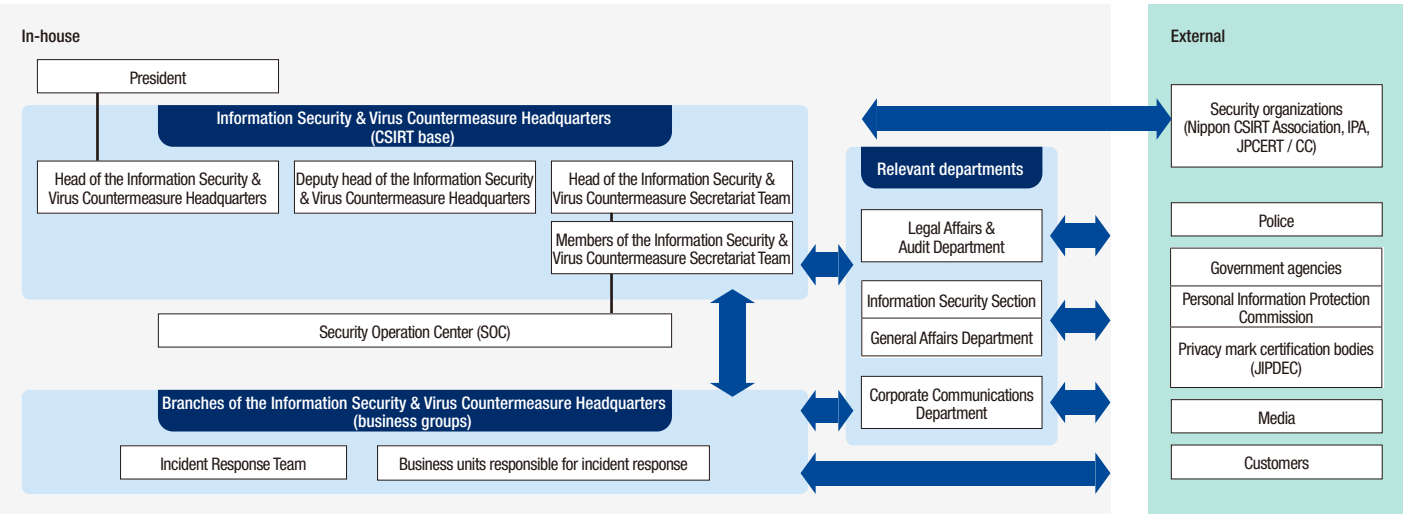 In-house
President
Information Security & Virus Countermeasure Headquarters
(CSIRT base)
Head of the Information Security &
Virus Countermeasure Headquarters
Deputy head of the Information Security
& Virus Countermeasure Headquarters
Head of the Information Security &
Virus Countermeasure Secretariat Team
Members of the Information Security &
Virus Countermeasure Secretariat Team
Security Operation Center (SOC)
Branches of the Information Security & Virus Countermeasure Headquarters
(business groups)
Incident Response Team
Business units responsible for incident response
Relevant departments
Legal Affairs &
Audit Department
Information Security Section
General Affairs Department
Corporate Communications
Department
External
Security organizations
(Nippon CSIRT Association, IPA,
JPCERT / CC)
Police
Government agencies
Personal Information Protection
Commission
Privacy mark certification bodies
(JIPDEC)
Media
Customers